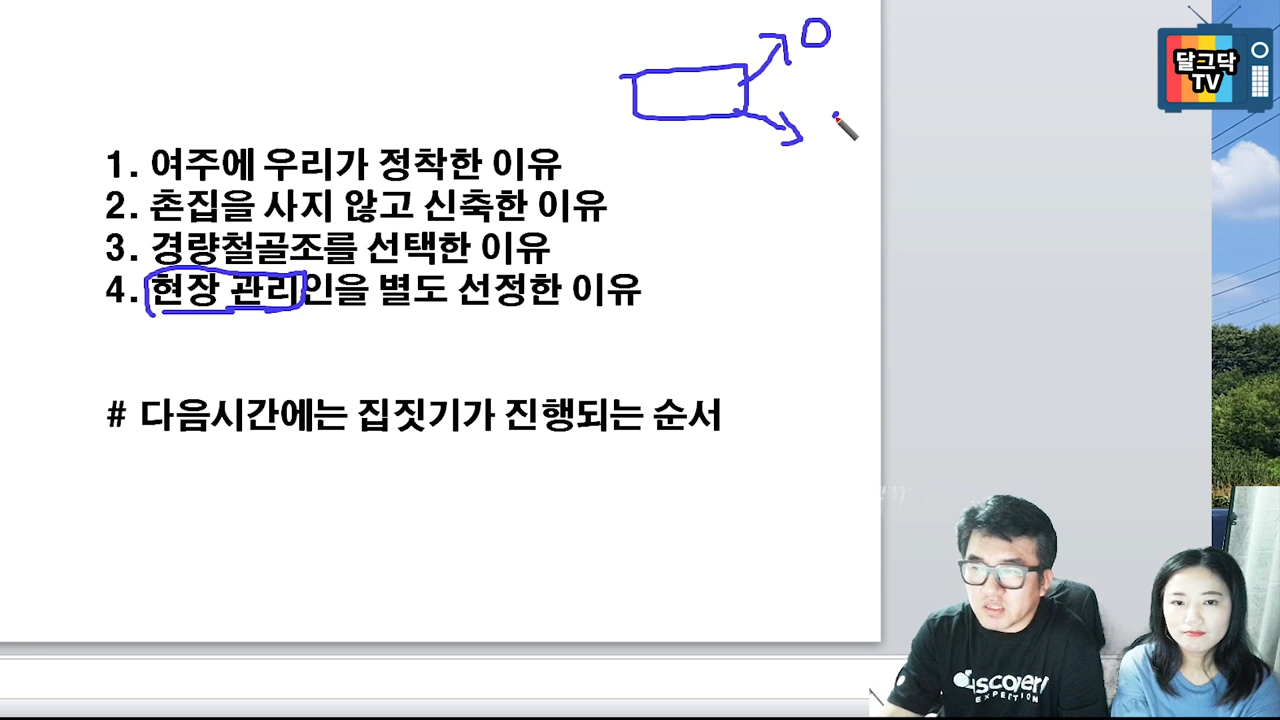 달그닥
TV
1. 여주에 우리가 정착한 이유
2. 촌집을 사지 않고 신축한 이유
3. 경량철골조를 선택한 이유
4. 현장 관리인을 별도 선정한 이유
# 다음시간에는 집짓기가 진행되는 순서
discovery
EXPEDITION